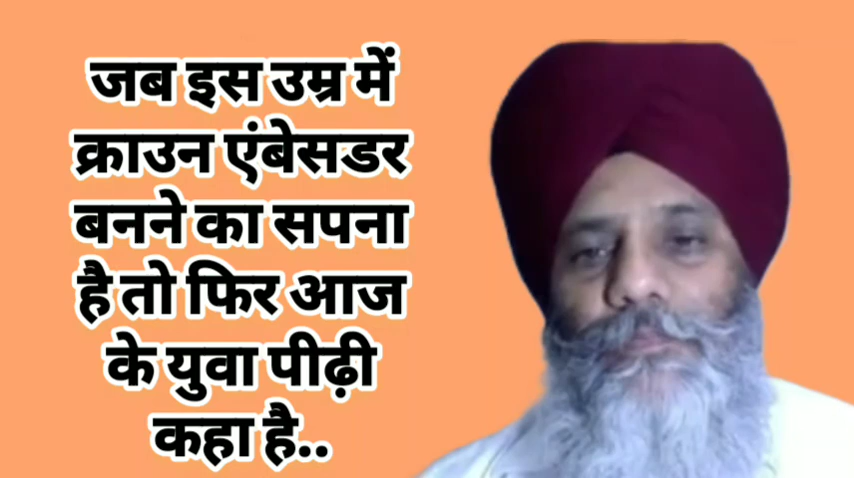 जब इस उम्र में
क्राउन एंबेसडर
बनने का सपना
है तो फिर आज
के युवा पीढ़ी
कहा है..